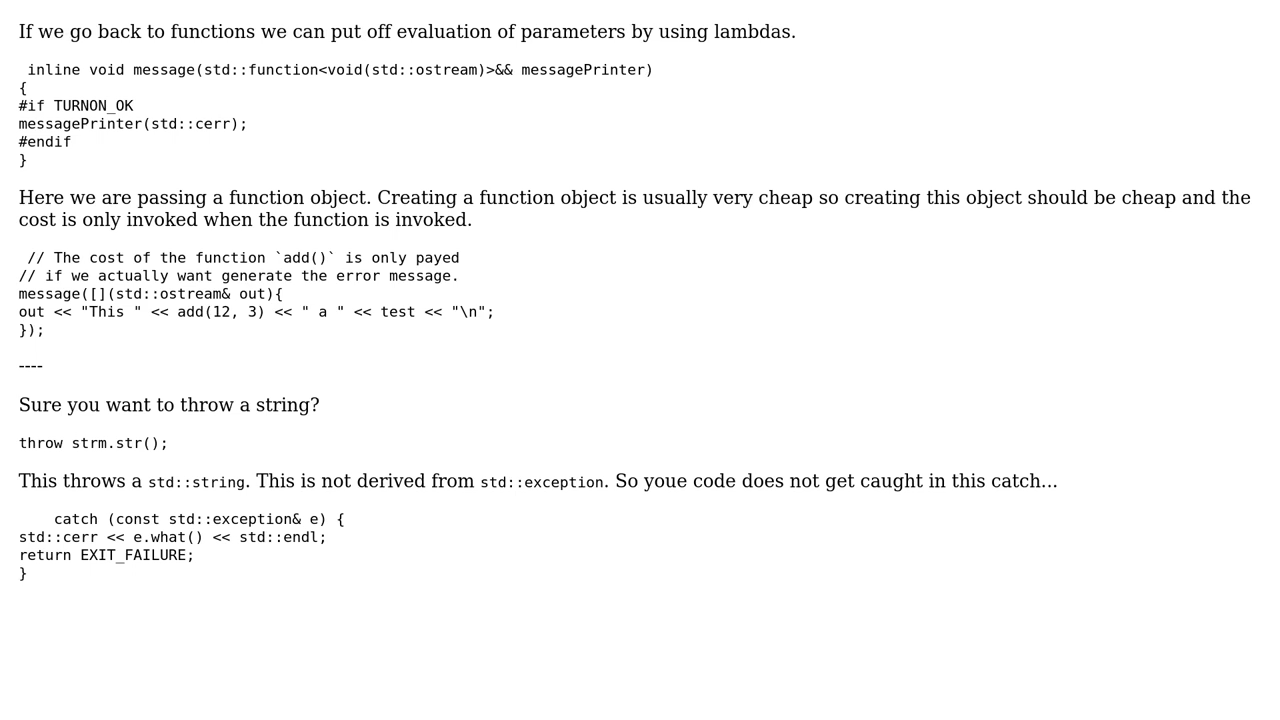 If we go back to functions we can put off evaluation of parameters by using lambdas.
inline void message(std::function<void(std::ostream)>&& messagePrinter)
{
#if TURNON_OK
messagePrinter(std::cerr);
#endif
}
Here we are passing a function object. Creating a function object is usually very cheap so creating this object should be cheap and the
cost is only invoked when the function is invoked.
// The cost of the function `add()` is only payed
// if we actually want generate the error message.
message([](std::ostream& out){
out << "This " << add(12, 3) << " a " << test << "\n";
});
----
Sure you want to throw a string?
throw strm.str();
This throws a std::string. This is not derived from std::exception. So youe code does not get caught in this catch...
catch (const std::exception& e) {
std::cerr << e.what() << std::endl;
return EXIT_FAILURE;
}